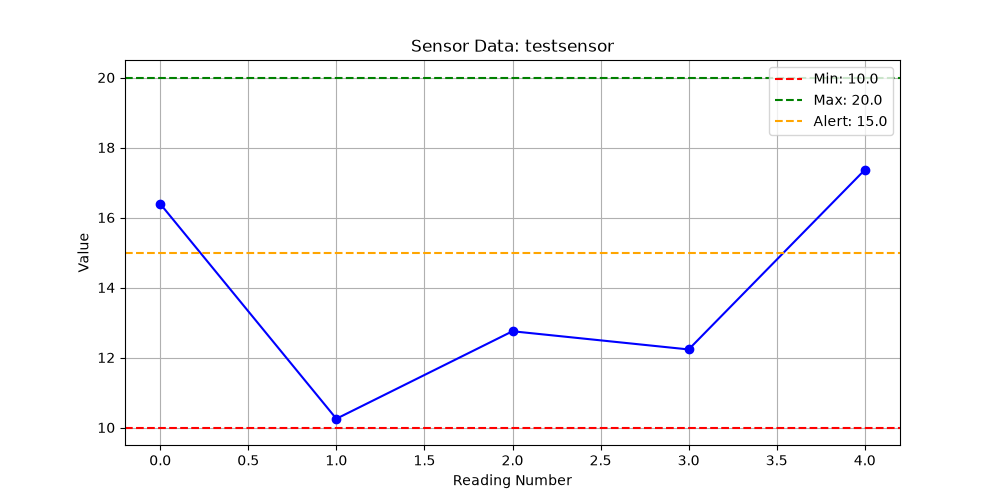 Sensor Data: testsensor
Min: 10.0
Max: 20.0
Alert: 15.0
Value
20
18
16
14
12
10
0.0 0.5 1.0 1.5 2.0 2.5 3.0 3.5 4.0
Reading Number